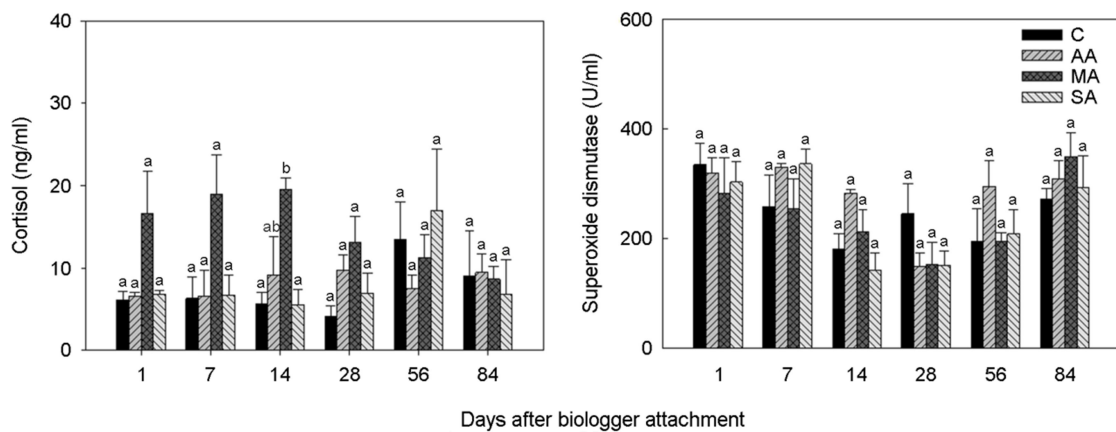 40
30
20
10
0
Cortisol (ng/ml)
a a a a
a a a a
a ab b a
a a a a
a a a a
a a a a
1 7 14 28 56 84
600
400
200
0
Superoxide dismutase (U/ml)
C
AA
MA
SA
a a a a
a a a a
a a a a
a a a a
a a a a
a a a a
1 7 14 28 56 84
Days after biologger attachment